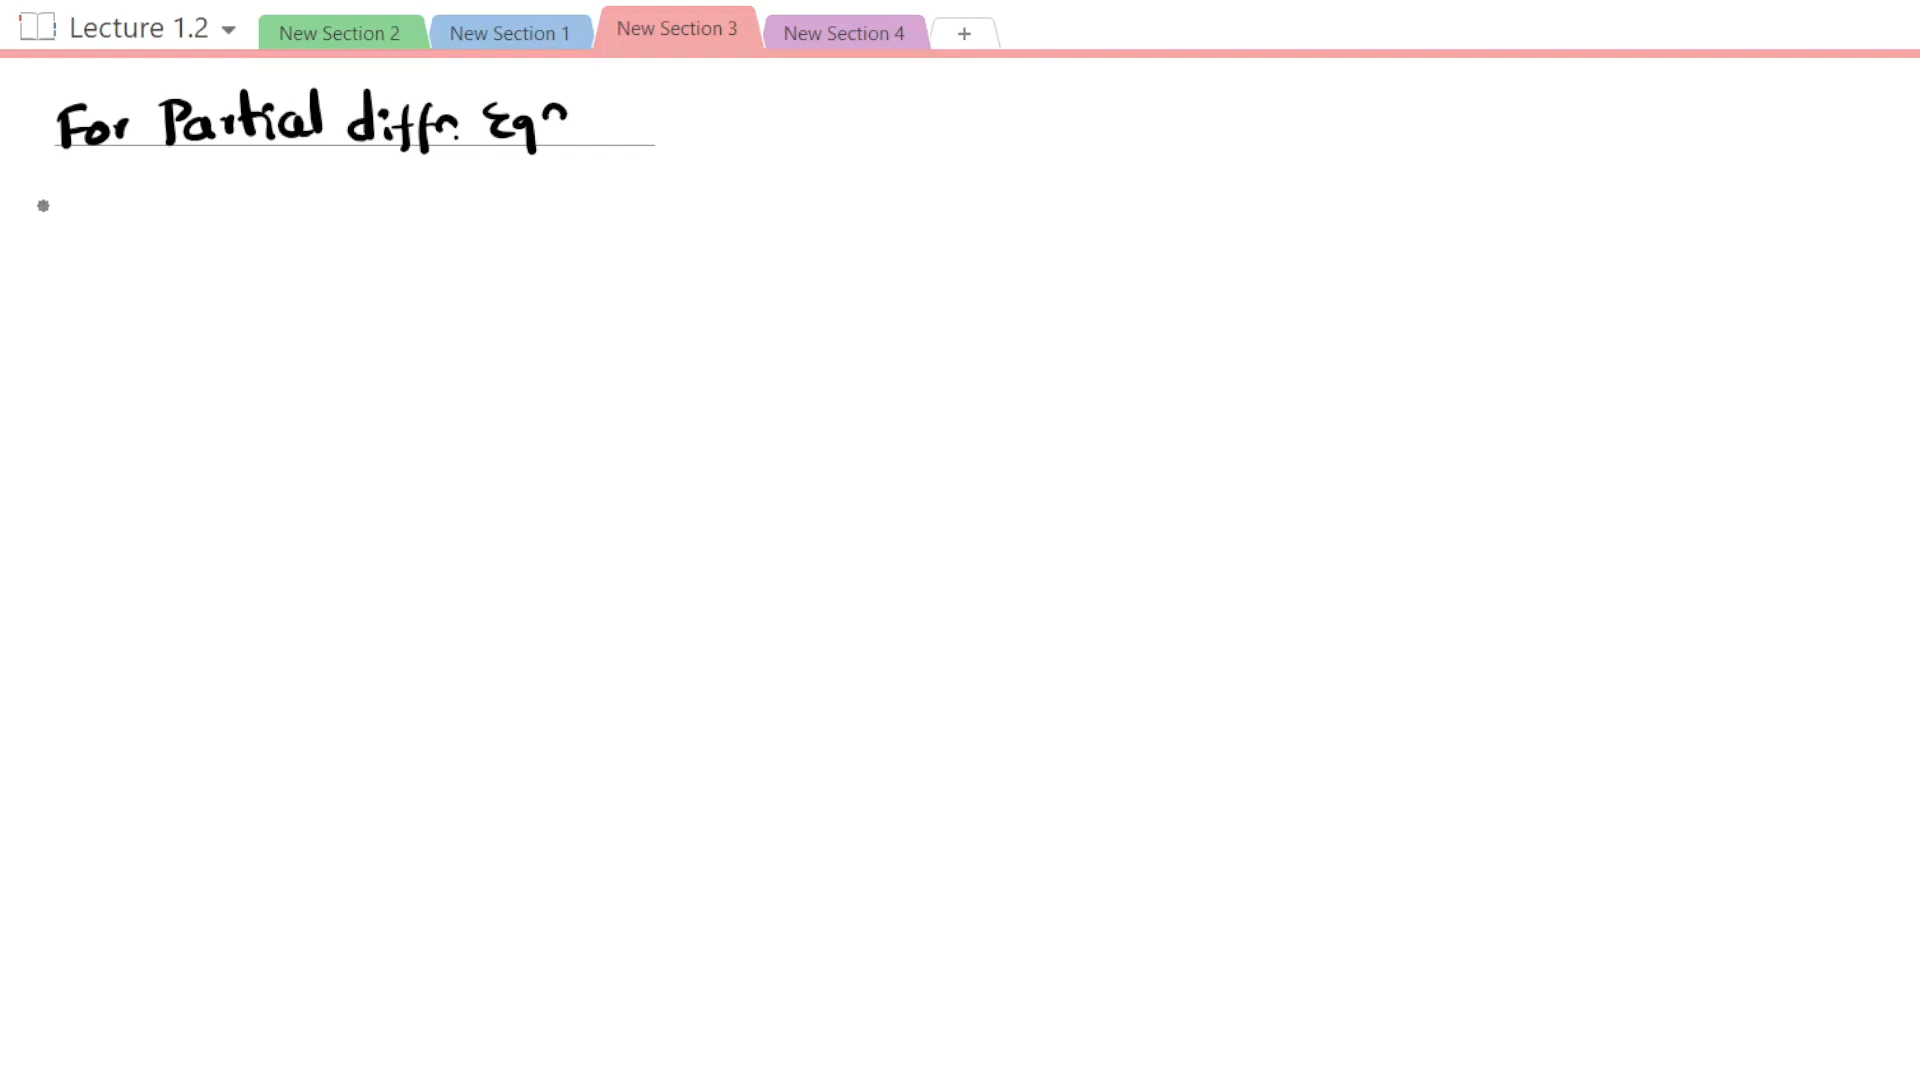 Lecture 1.2
New Section 2
New Section 1
New Section 3
New Section 4
+
For Partial diffn. Eqn